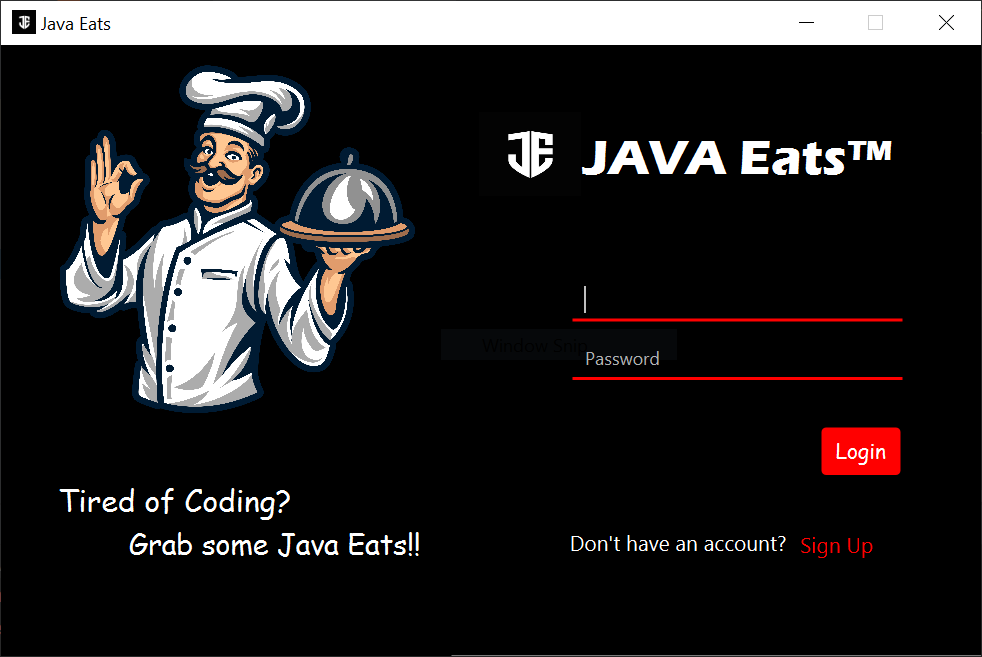 Java Eats
JE JAVA Eats™
Window Snip
Password
Login
Tired of Coding?
Grab some Java Eats!!
Don't have an account? Sign Up